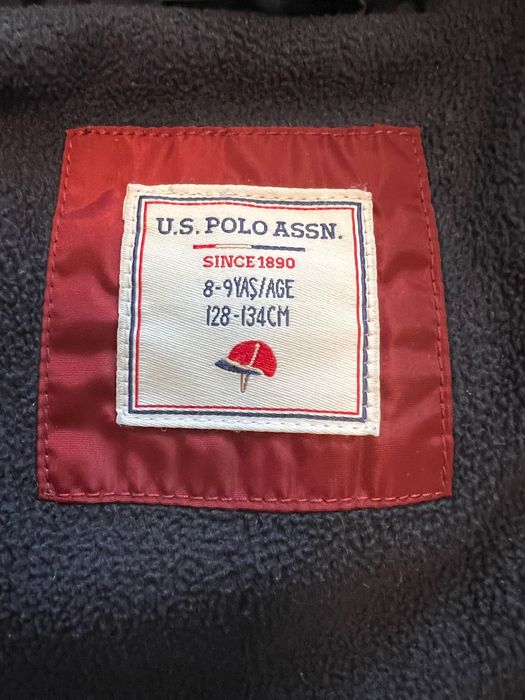 U.S. POLO ASSN.
SINCE 1890
8-9YAŞ/AGE
128-134CM